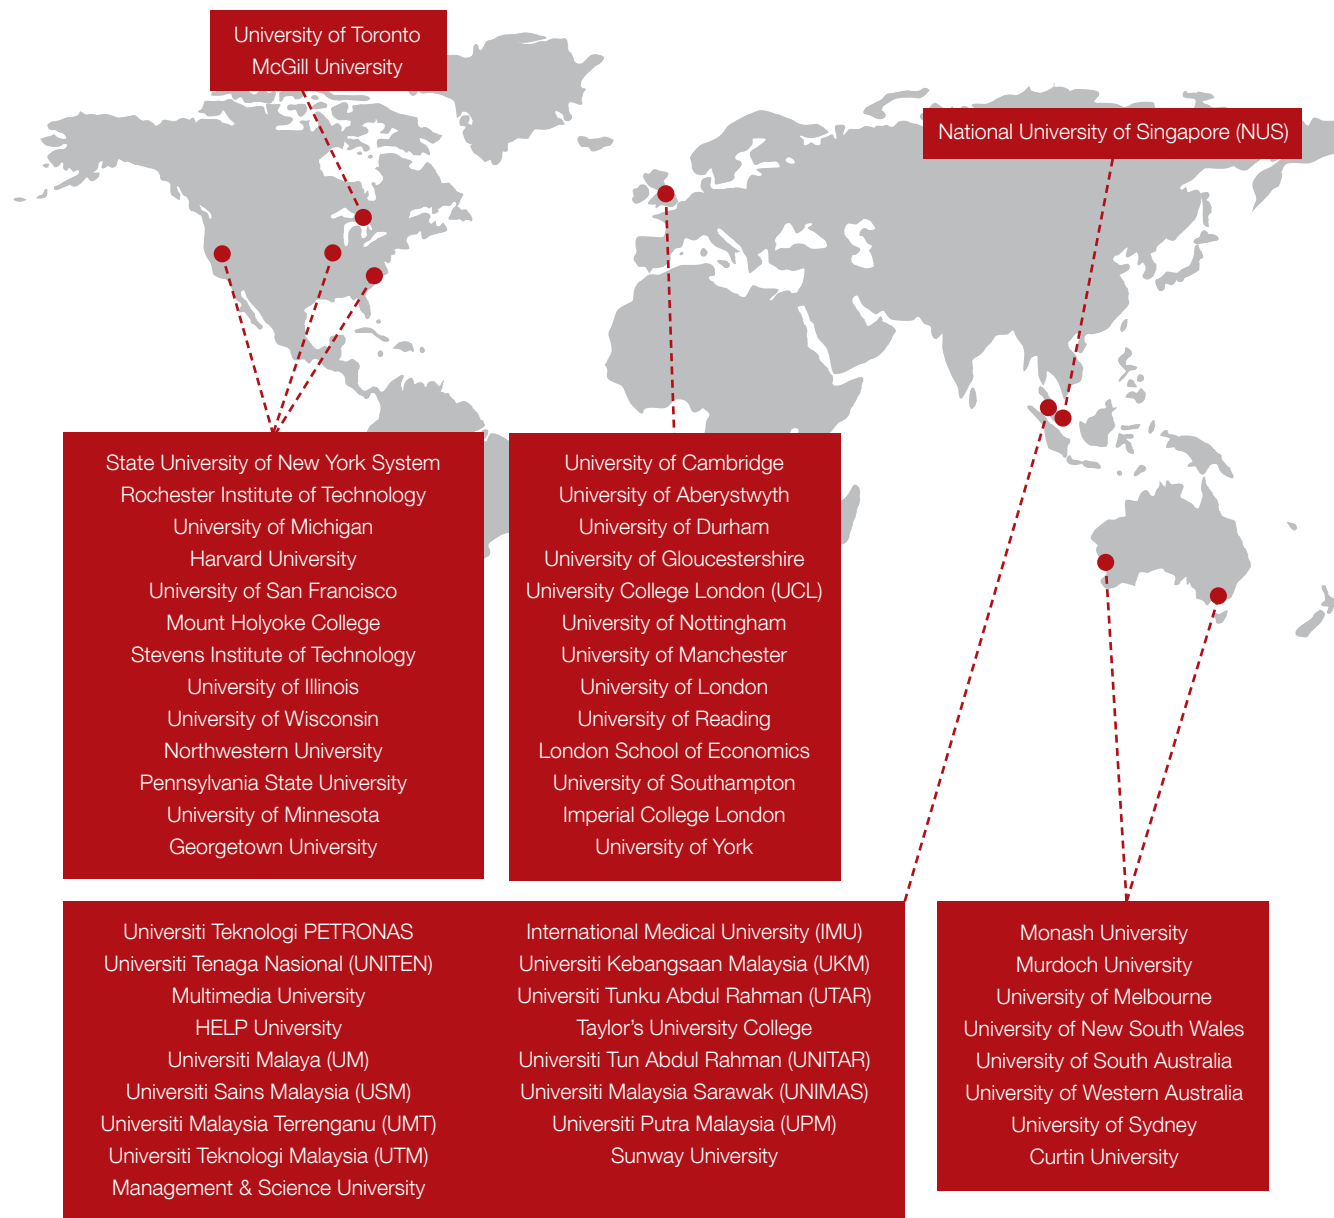 University of Toronto
McGill University
National University of Singapore (NUS)
State University of New York System
Rochester Institute of Technology
University of Michigan
Harvard University
University of San Francisco
Mount Holyoke College
Stevens Institute of Technology
University of Illinois
University of Wisconsin
Northwestern University
Pennsylvania State University
University of Minnesota
Georgetown University
University of Cambridge
University of Aberystwyth
University of Durham
University of Gloucestershire
University College London (UCL)
University of Nottingham
University of Manchester
University of London
University of Reading
London School of Economics
University of Southampton
Imperial College London
University of York
Universiti Teknologi PETRONAS
Universiti Tenaga Nasional (UNITEN)
Multimedia University
HELP University
Universiti Malaya (UM)
Universiti Sains Malaysia (USM)
Universiti Malaysia Terrenganu (UMT)
Universiti Teknologi Malaysia (UTM)
Management & Science University
International Medical University (IMU)
Universiti Kebangsaan Malaysia (UKM)
Universiti Tunku Abdul Rahman (UTAR)
Taylor’s University College
Universiti Tun Abdul Rahman (UNITAR)
Universiti Malaysia Sarawak (UNIMAS)
Universiti Putra Malaysia (UPM)
Sunway University
Monash University
Murdoch University
University of Melbourne
University of New South Wales
University of South Australia
University of Western Australia
University of Sydney
Curtin University